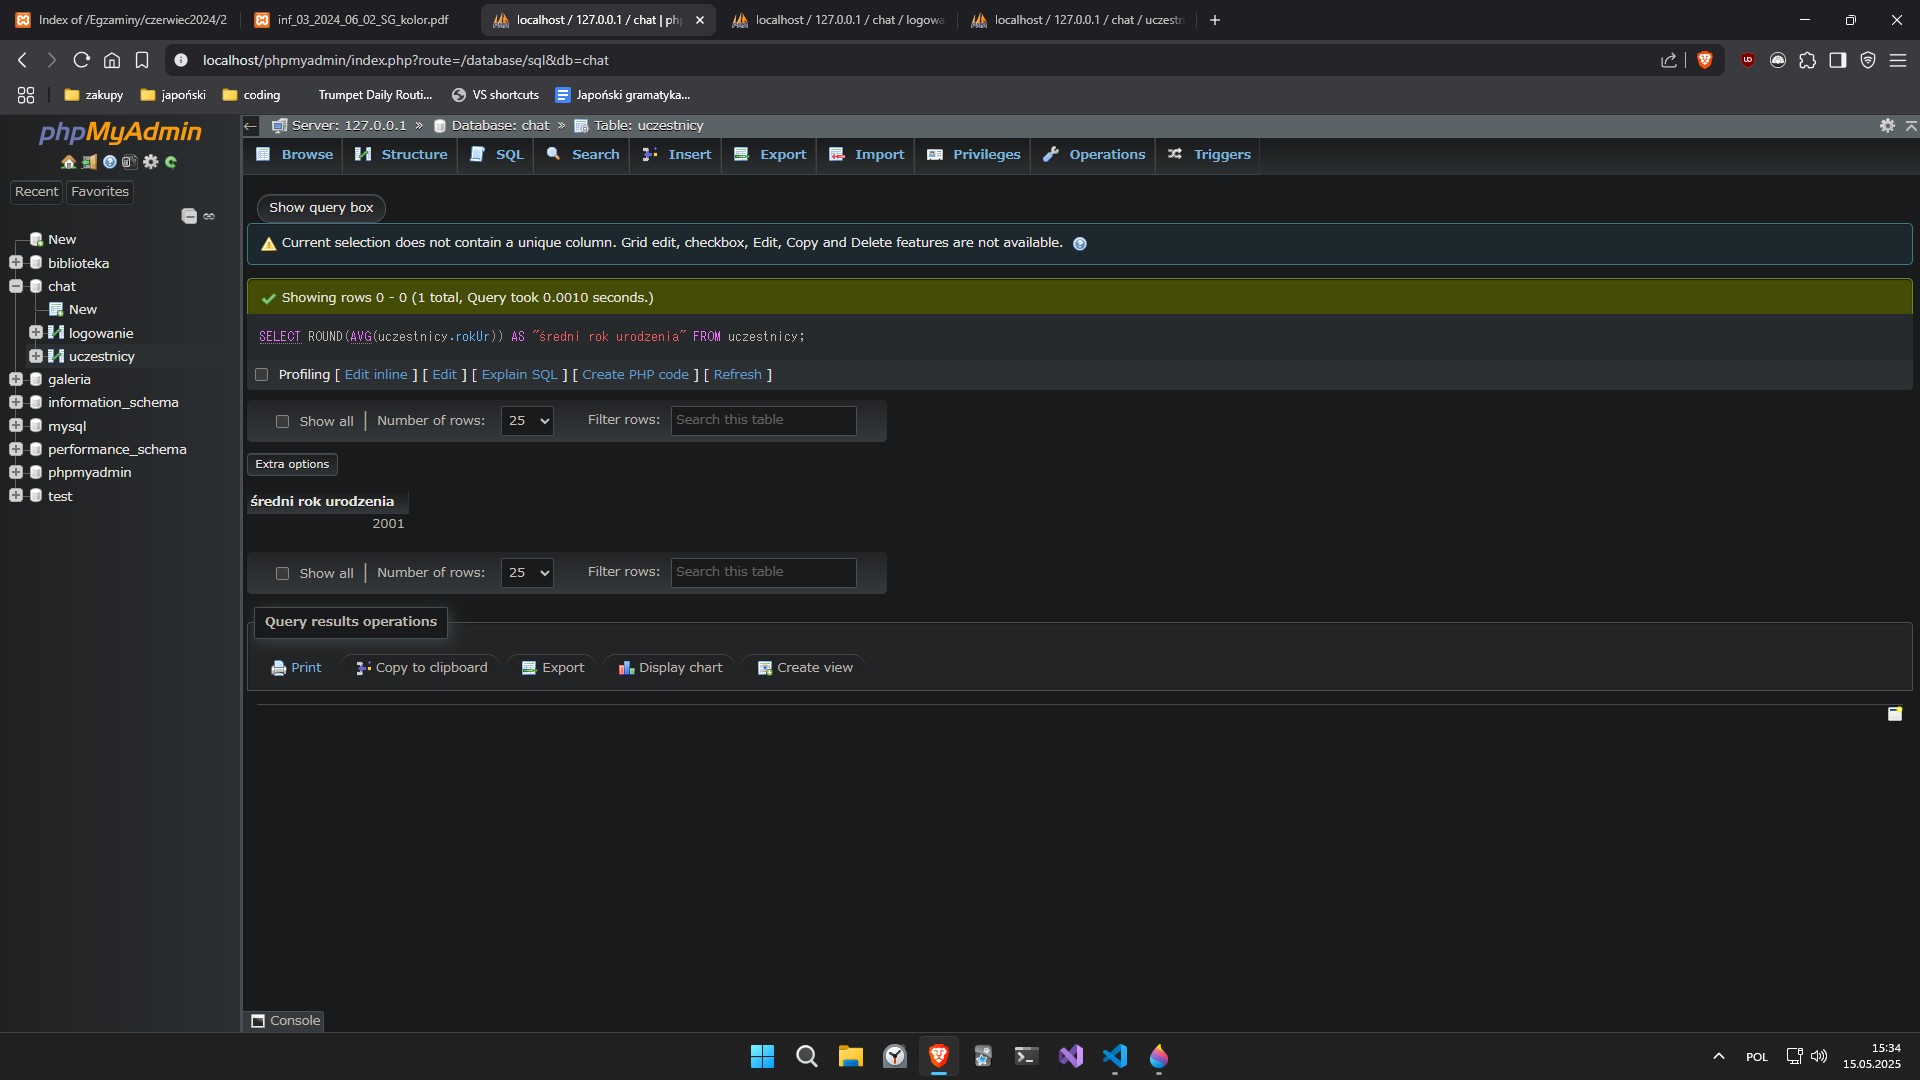 Index of /Egzaminy/czerwiec2024/2
inf_03_2024_06_02_SG_kolor.pdf
localhost / 127.0.0.1 / chat | ph
localhost / 127.0.0.1 / chat / logowa
localhost / 127.0.0.1 / chat / uczestn
localhost/phpmyadmin/index.php?route=/database/sql&db=chat
zakupy
japoński
coding
Trumpet Daily Routi...
VS shortcuts
Japoński gramatyka...
phpMyAdmin
Recent
Favorites
New
biblioteka
chat
New
logowanie
uczestnicy
galeria
information_schema
mysql
performance_schema
phpmyadmin
test
Server: 127.0.0.1 » Database: chat » Table: uczestnicy
Browse
Structure
SQL
Search
Insert
Export
Import
Privileges
Operations
Triggers
Show query box
Current selection does not contain a unique column. Grid edit, checkbox, Edit, Copy and Delete features are not available.
Showing rows 0 - 0 (1 total, Query took 0.0010 seconds.)
SELECT ROUND(AVG(uczestnicy.rokUr)) AS "średni rok urodzenia" FROM uczestnicy;
Profiling [ Edit inline ] [ Edit ] [ Explain SQL ] [ Create PHP code ] [ Refresh ]
Show all | Number of rows: 25 Filter rows: Search this table
Extra options
średni rok urodzenia
2001
Show all | Number of rows: 25 Filter rows: Search this table
Query results operations
Print
Copy to clipboard
Export
Display chart
Create view
Console
POL
15:34
15.05.2025